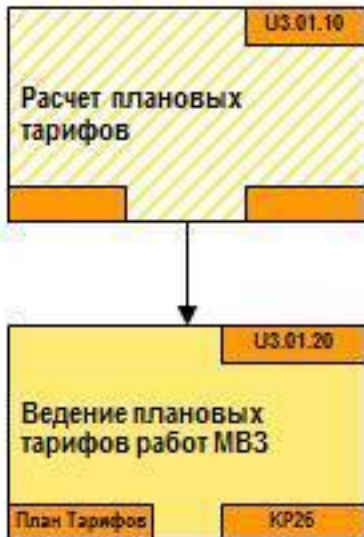 U3.01.10
Расчет плановых
тарифов
U3.01.20
Ведение плановых
тарифов работ МВЗ
План Тарифов
KP26